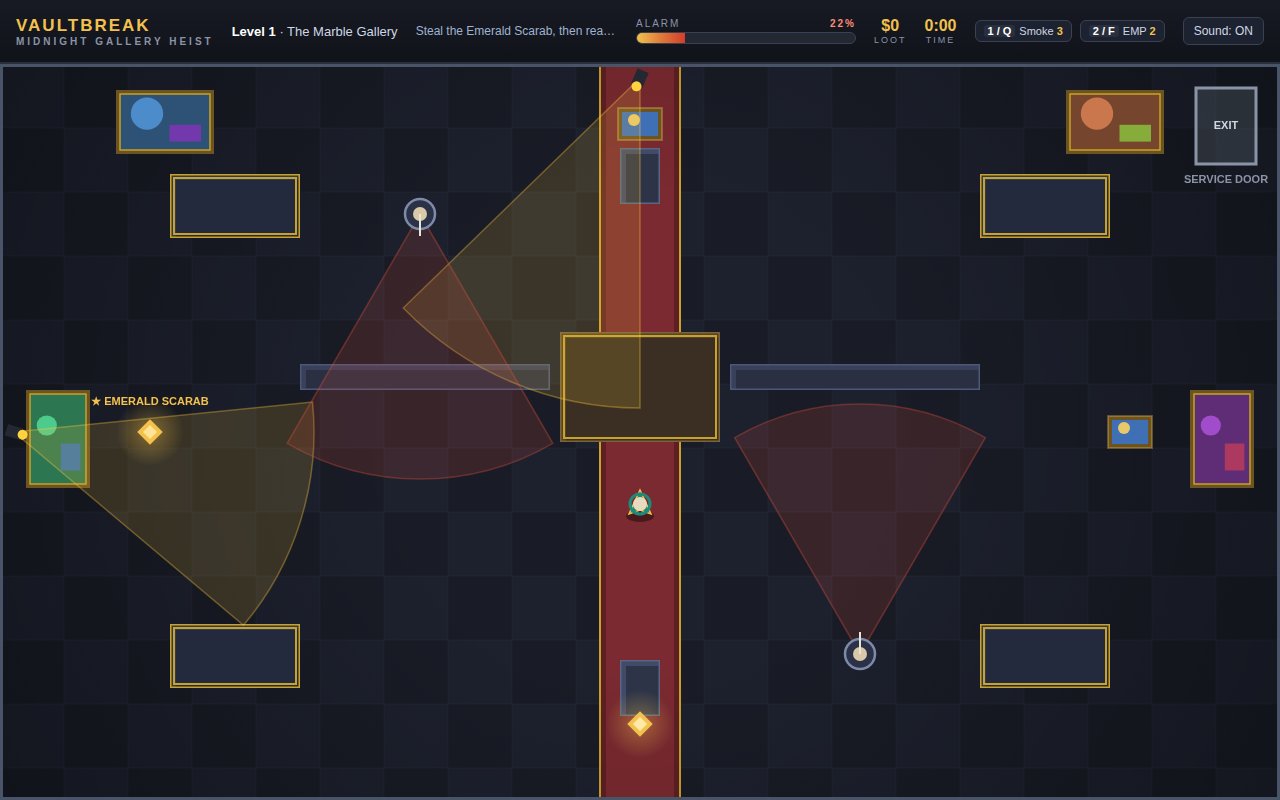 VAULTBREAK
MIDNIGHT GALLERY HEIST
Level 1 · The Marble Gallery
Steal the Emerald Scarab, then rea…
ALARM
22%
$0
LOOT
0:00
TIME
1 / Q Smoke 3
2 / F EMP 2
Sound: ON
EXIT
SERVICE DOOR
★ EMERALD SCARAB